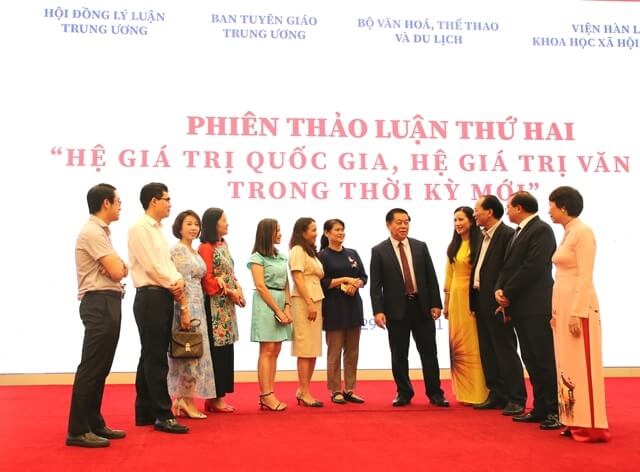 HỘI ĐỒNG LÝ LUẬN
TRUNG ƯƠNG
BAN TUYÊN GIÁO
TRUNG ƯƠNG
BỘ VĂN HOÁ, THỂ THAO
VÀ DU LỊCH
VIỆN HÀN L
KHOA HỌC XÃ HỘI
PHIÊN THẢO LUẬN THỨ HAI
“HỆ GIÁ TRỊ QUỐC GIA, HỆ GIÁ TRỊ VĂN
TRONG THỜI KỲ MỚI”